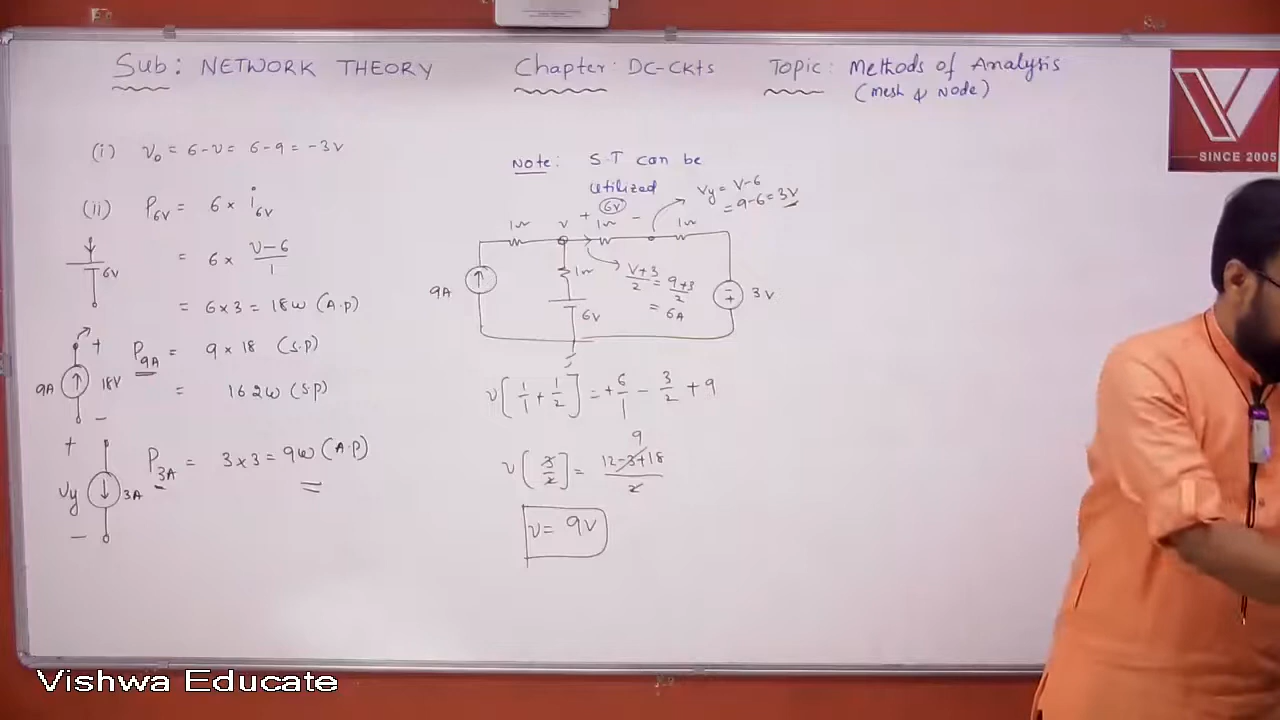 Sub: NETWORK THEORY
Chapter: DC-CKts
Topic: Methods of Analysis
(Mesh & Node)
SINCE 2005
(i) v₀ = 6-v = 6-9 = -3v
(ii) P6V = 6 × i6V
6V
= 6 × (v-6)/1
= 6×3 = 18w (A.p)
P9A = 9 × 18 (S.p)
9A
+
18V
-
= 162w (S.p)
P3A = 3×3 = 9w (A.p)
+
Vy
3A
-
Note: S.T can be
utilized
Vy = V-6
= 9-6 = 3v
6V
1Ω
V
+
1Ω
-
1Ω
9A
1Ω
6V
(V+3)/2 = (9+3)/2
= 6A
- +
3V
v[1/1 + 1/2] = +6/1 - 3/2 + 9
v[3/2] = (12-3+18)/2
9
v = 9V
Vishwa Educate